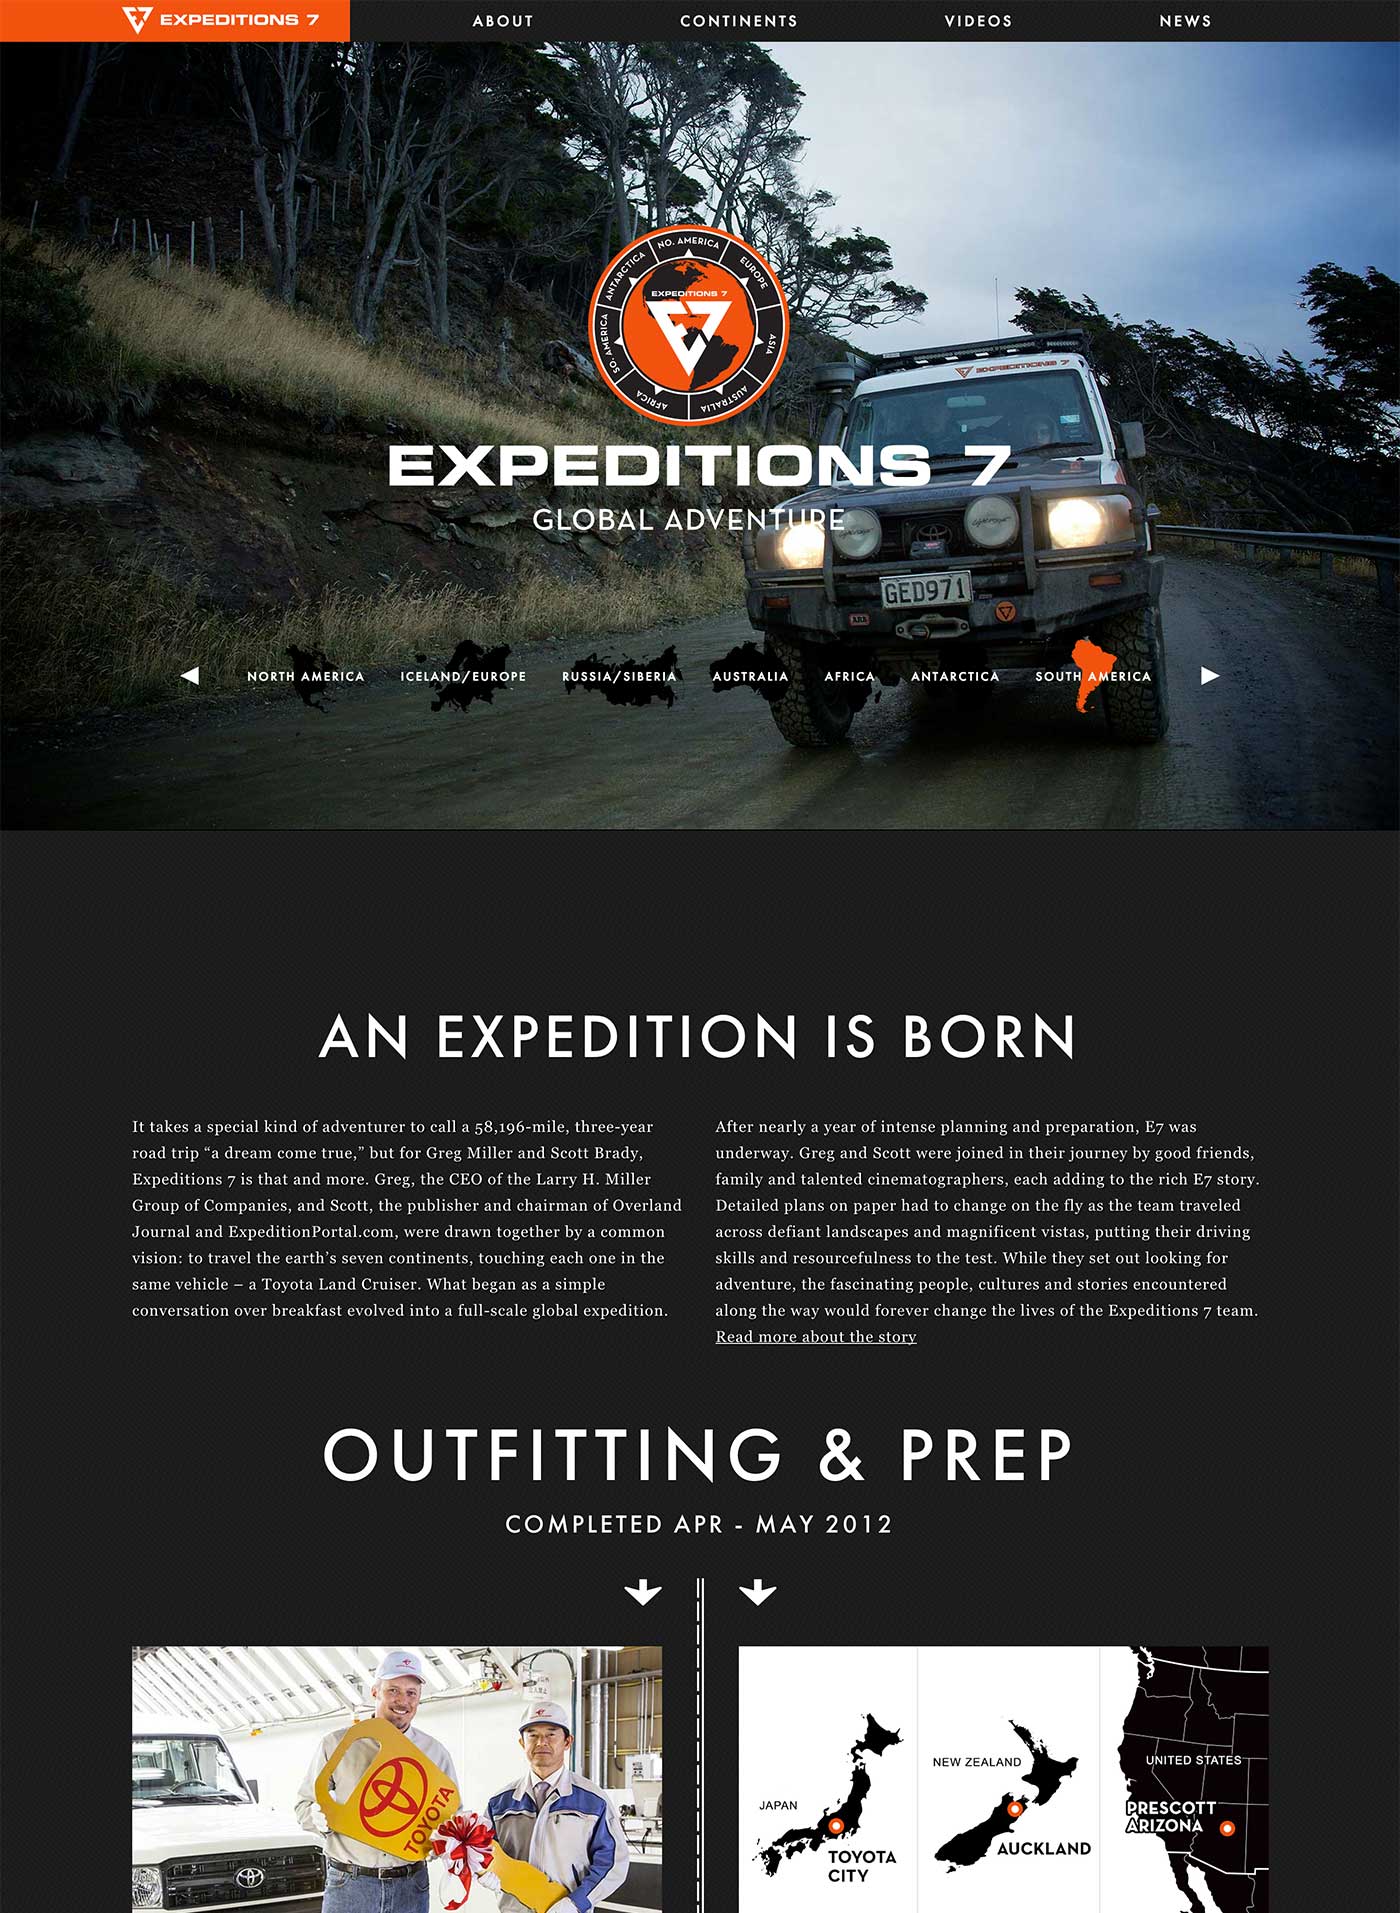 EXPEDITIONS 7
ABOUT
CONTINENTS
VIDEOS
NEWS
NO. AMERICA
EUROPE
ASIA
AUSTRALIA
AFRICA
SO. AMERICA
ANTARCTICA
EXPEDITIONS 7
EXPEDITIONS 7
EXPEDITIONS 7
GLOBAL ADVENTURE
GED971
ARB
NORTH AMERICA
ICELAND/EUROPE
RUSSIA/SIBERIA
AUSTRALIA
AFRICA
ANTARCTICA
SOUTH AMERICA
AN EXPEDITION IS BORN
It takes a special kind of adventurer to call a 58,196-mile, three-year
road trip “a dream come true,” but for Greg Miller and Scott Brady,
Expeditions 7 is that and more. Greg, the CEO of the Larry H. Miller
Group of Companies, and Scott, the publisher and chairman of Overland
Journal and ExpeditionPortal.com, were drawn together by a common
vision: to travel the earth’s seven continents, touching each one in the
same vehicle – a Toyota Land Cruiser. What began as a simple
conversation over breakfast evolved into a full-scale global expedition.
After nearly a year of intense planning and preparation, E7 was
underway. Greg and Scott were joined in their journey by good friends,
family and talented cinematographers, each adding to the rich E7 story.
Detailed plans on paper had to change on the fly as the team traveled
across defiant landscapes and magnificent vistas, putting their driving
skills and resourcefulness to the test. While they set out looking for
adventure, the fascinating people, cultures and stories encountered
along the way would forever change the lives of the Expeditions 7 team.
Read more about the story
OUTFITTING & PREP
COMPLETED APR - MAY 2012
TOYOTA
JAPAN
TOYOTA
CITY
NEW ZEALAND
AUCKLAND
UNITED STATES
PRESCOTT
ARIZONA